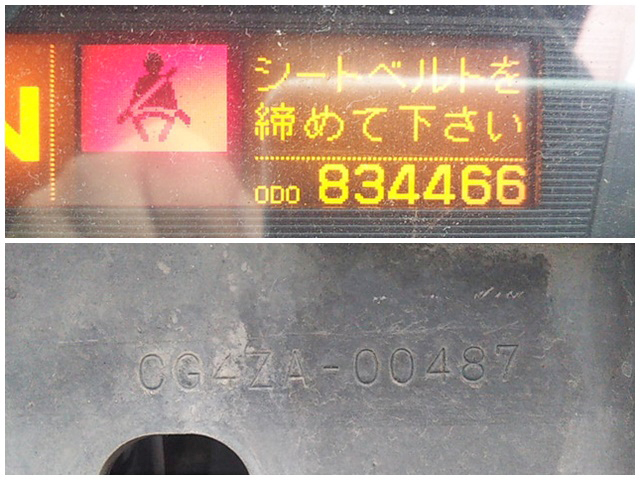 N
シートベルトを
締めて下さい
ODO 834466
CG4ZA-00487